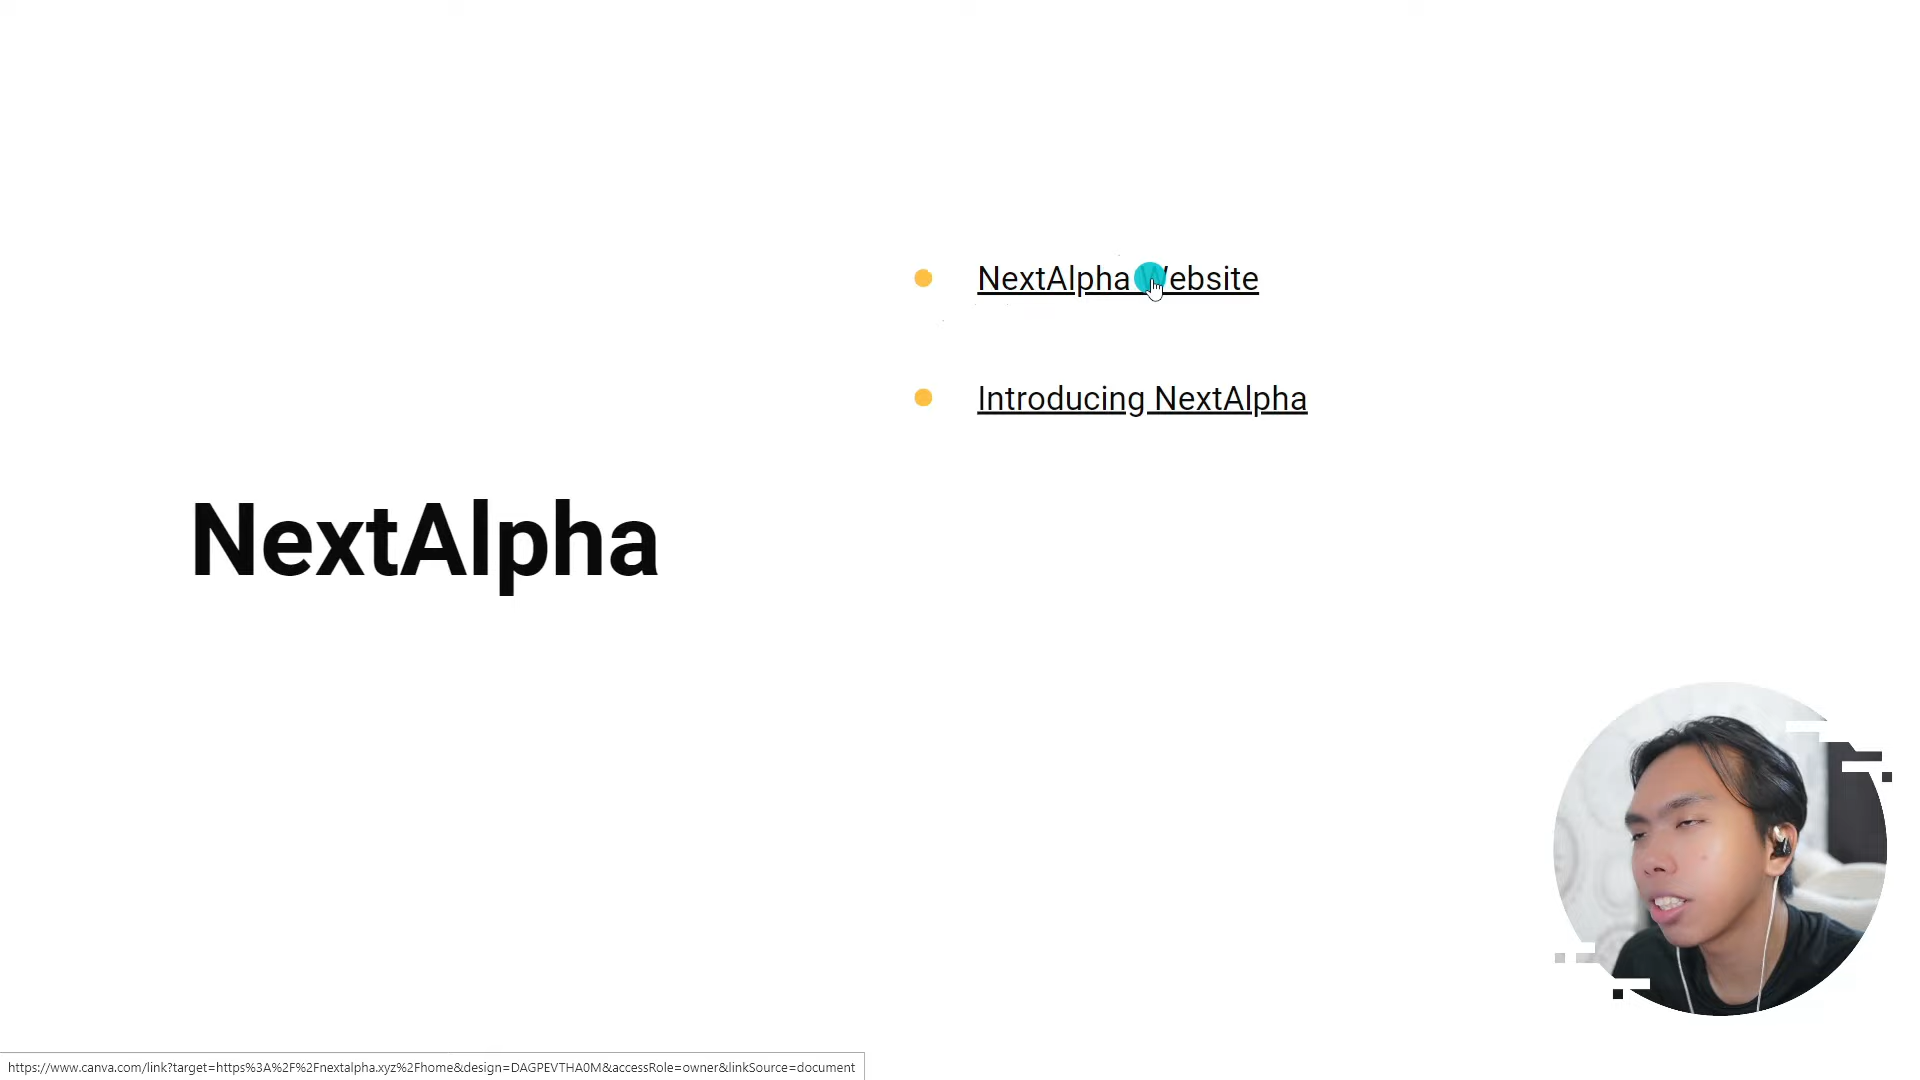 NextAlpha Website
Introducing NextAlpha
NextAlpha
https://www.canva.com/link?target=https%3A%2F%2Fnextalpha.xyz%2Fhome&design=DAGPEVTHA0M&accessRole=owner&linkSource=document